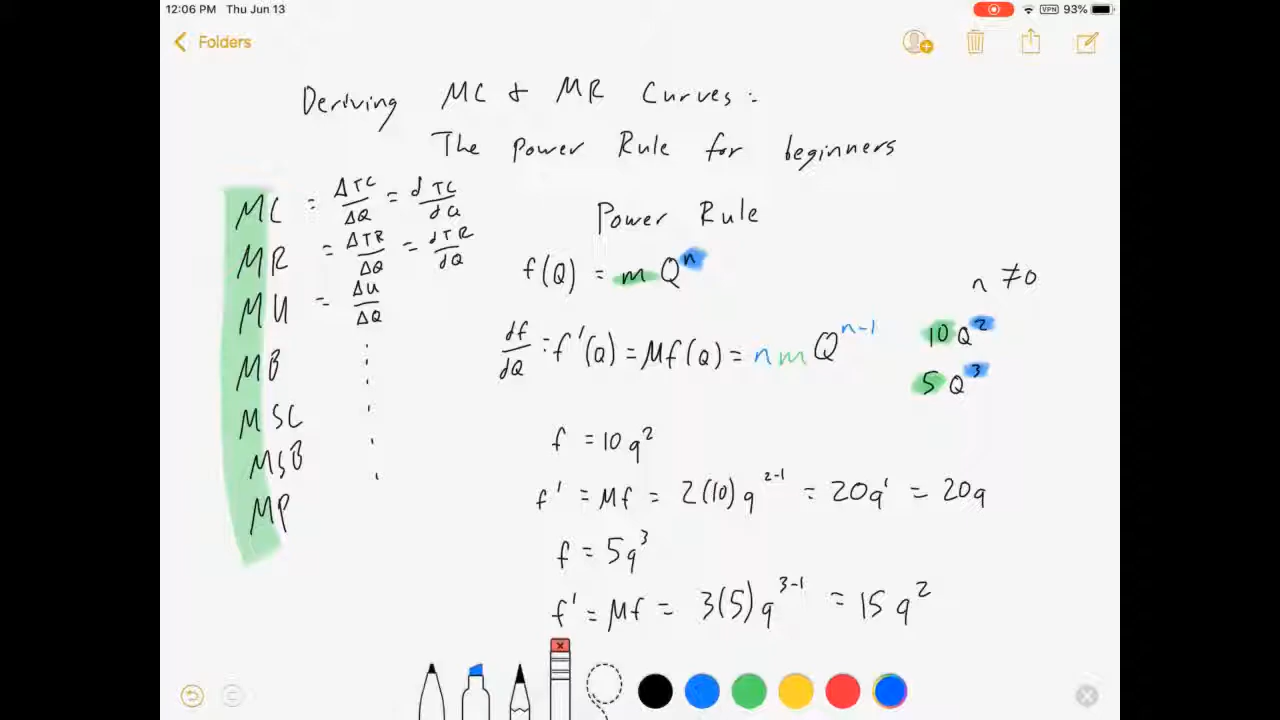 12:06 PM Thu Jun 13
VPN 93%
Folders
Deriving MC & MR Curves:
The Power Rule for beginners
MC = ΔTC/ΔQ = dTC/dQ
MR = ΔTR/ΔQ = dTR/dQ
MU = ΔU/ΔQ
MB
MSC
MSB
MP
Power Rule
f(Q) = mQ^n
n ≠ 0
df/dQ = f'(Q) = Mf(Q) = nmQ^n-1
10Q^2
5Q^3
f = 10q^2
f' = Mf = 2(10)q^2-1 = 20q^1 = 20q
f = 5q^3
f' = Mf = 3(5)q^3-1 = 15q^2